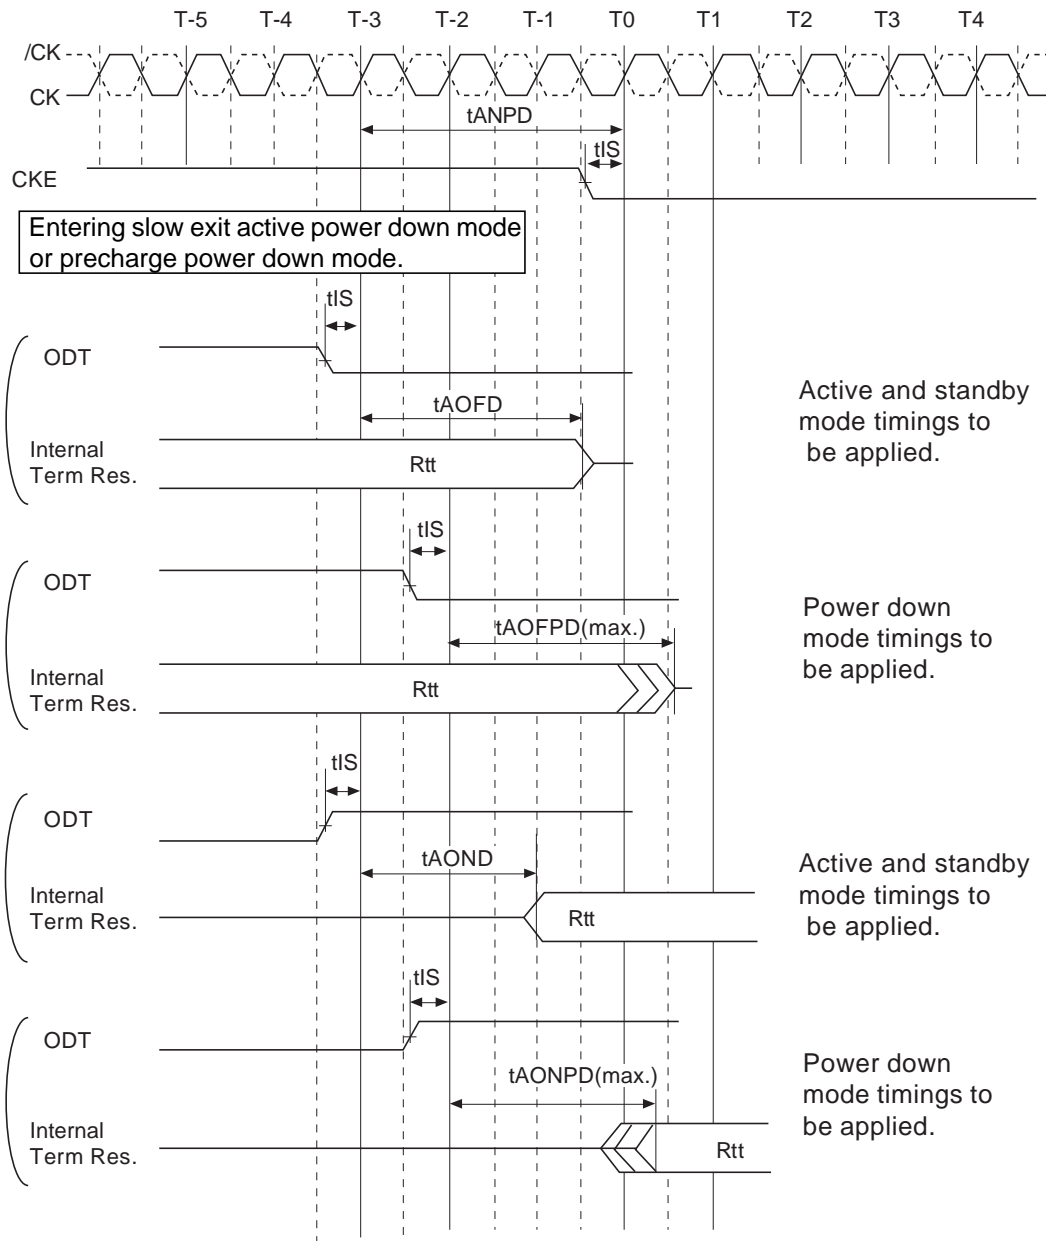 T-5 T-4 T-3 T-2 T-1 T0 T1 T2 T3 T4
/CK
CK
tANPD
tIS
CKE
Entering slow exit active power down mode
or precharge power down mode.
tIS
ODT
tAOFD
Internal
Term Res.
Rtt
Active and standby
mode timings to
be applied.
tIS
ODT
tAOFPD(max.)
Internal
Term Res.
Rtt
Power down
mode timings to
be applied.
tIS
ODT
tAOND
Internal
Term Res.
Rtt
Active and standby
mode timings to
be applied.
tIS
ODT
tAONPD(max.)
Internal
Term Res.
Rtt
Power down
mode timings to
be applied.